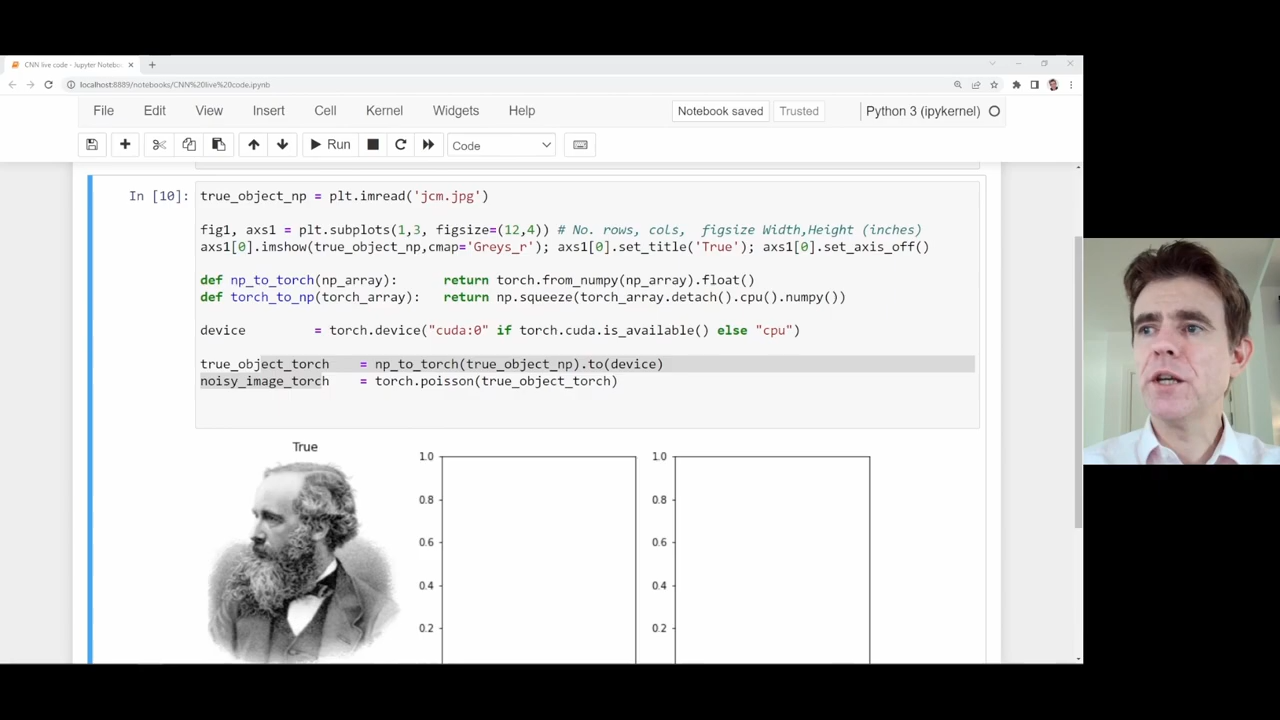 CNN live code - Jupyter Notebo
localhost:8889/notebooks/CNN%20live%20code.ipynb
File Edit View Insert Cell Kernel Widgets Help Notebook saved Trusted Python 3 (ipykernel)
Run Code
In [10]: true_object_np = plt.imread('jcm.jpg')
fig1, axs1 = plt.subplots(1,3, figsize=(12,4)) # No. rows, cols, figsize Width,Height (inches)
axs1[0].imshow(true_object_np,cmap='Greys_r'); axs1[0].set_title('True'); axs1[0].set_axis_off()
def np_to_torch(np_array): return torch.from_numpy(np_array).float()
def torch_to_np(torch_array): return np.squeeze(torch_array.detach().cpu().numpy())
device = torch.device("cuda:0" if torch.cuda.is_available() else "cpu")
true_object_torch = np_to_torch(true_object_np).to(device)
noisy_image_torch = torch.poisson(true_object_torch)
True
1.0 1.0
0.8 0.8
0.6 0.6
0.4 0.4
0.2 0.2